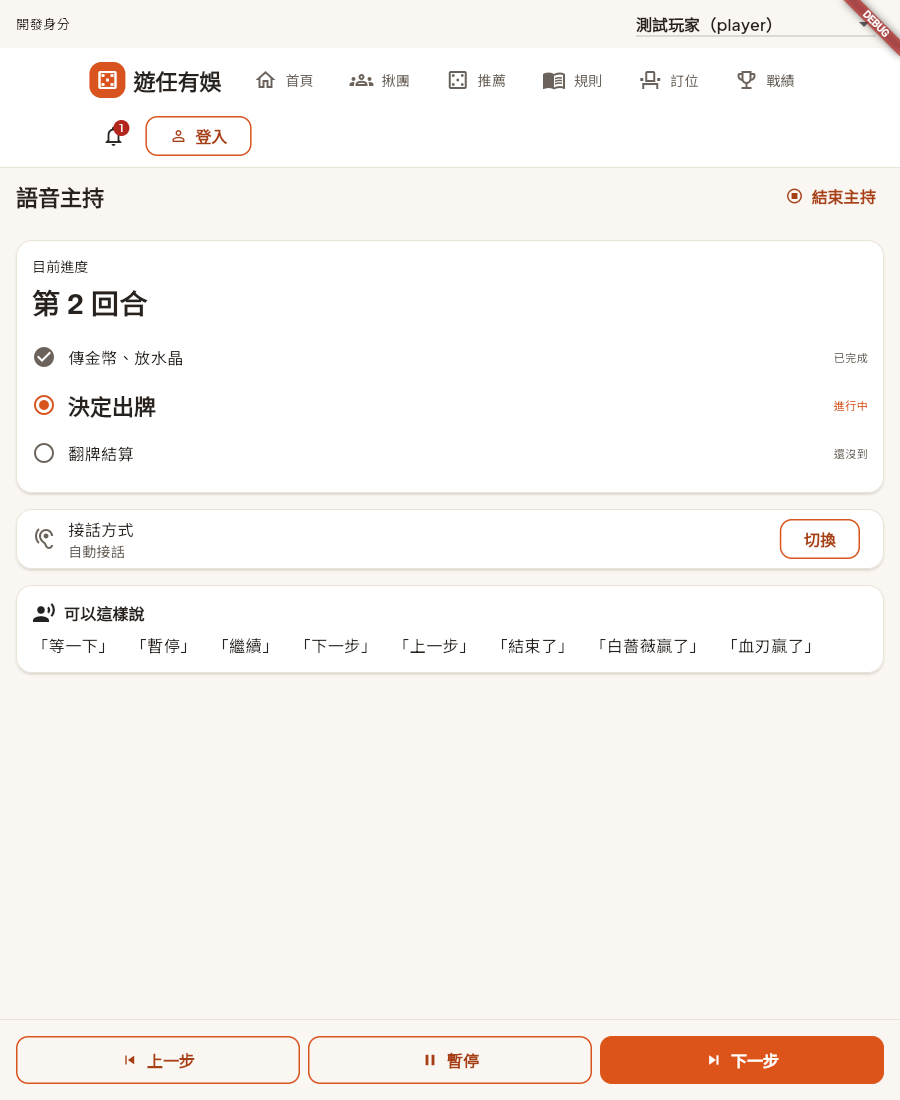 開發身分
測試玩家（player）
DEBUG
遊任有娛
首頁
揪團
推薦
規則
訂位
戰績
1
登入
語音主持
結束主持
目前進度
第 2 回合
傳金幣、放水晶
已完成
決定出牌
進行中
翻牌結算
還沒到
接話方式
自動接話
切換
可以這樣說
「等一下」 「暫停」 「繼續」 「下一步」 「上一步」 「結束了」 「白薔薇贏了」 「血刃贏了」
上一步
暫停
下一步